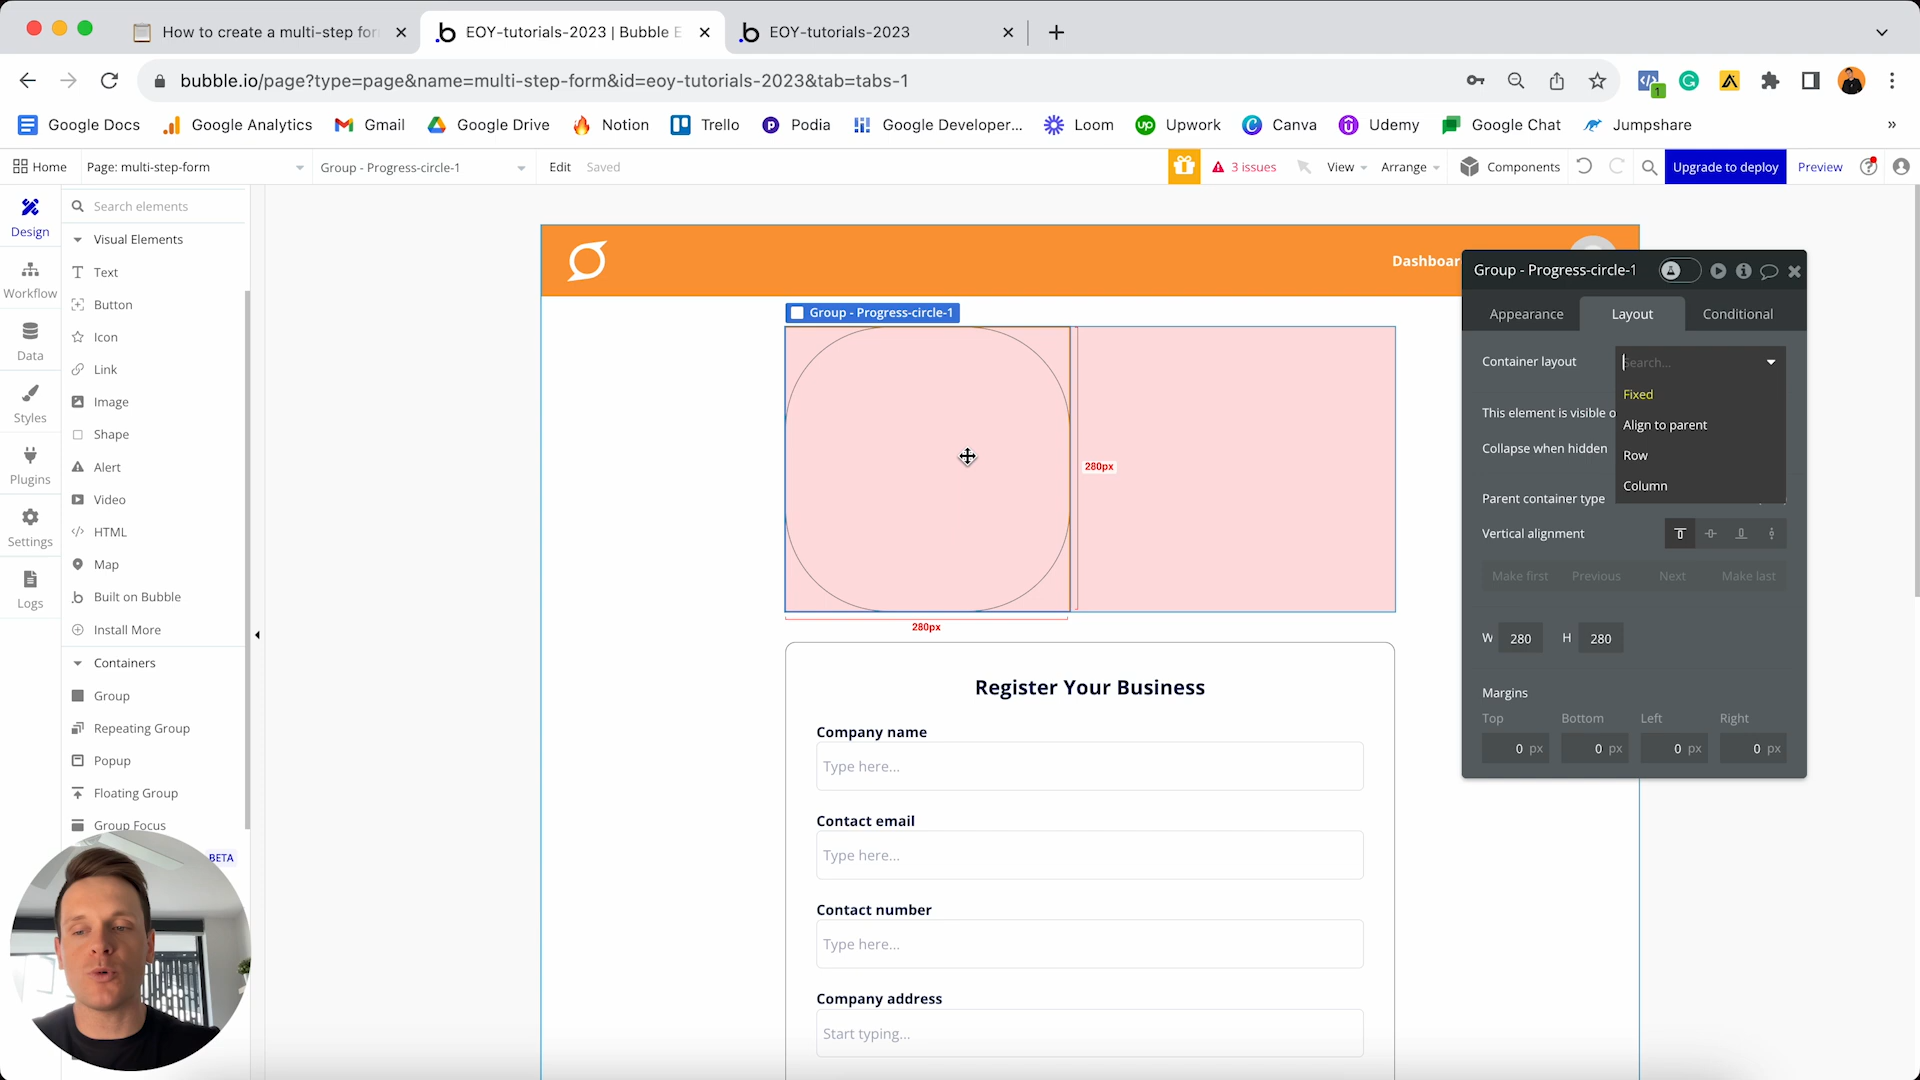 How to create a multi-step for
EOY-tutorials-2023 | Bubble E
EOY-tutorials-2023
bubble.io/page?type=page&name=multi-step-form&id=eoy-tutorials-2023&tab=tabs-1
1
Google Docs
Google Analytics
Gmail
Google Drive
Notion
Trello
Podia
Google Developer...
Loom
Upwork
Canva
Udemy
Google Chat
Jumpshare
»
Home
Page: multi-step-form
Group - Progress-circle-1
Edit
Saved
3 issues
View
Arrange
Components
Upgrade to deploy
Preview
Design
Workflow
Data
Styles
Plugins
Settings
Logs
Search elements
Visual Elements
Text
Button
Icon
Link
Image
Shape
Alert
Video
HTML
Map
Built on Bubble
Install More
Containers
Group
Repeating Group
Popup
Floating Group
Group Focus
BETA
Dashboar
Group - Progress-circle-1
280px
280px
Register Your Business
Company name
Type here...
Contact email
Type here...
Contact number
Type here...
Company address
Start typing...
Group - Progress-circle-1
Appearance
Layout
Conditional
Container layout
Search...
Fixed
Align to parent
Row
Column
This element is visible o
Collapse when hidden
Parent container type
Vertical alignment
Make first
Previous
Next
Make last
W 280 H 280
Margins
Top
Bottom
Left
Right
0 px
0 px
0 px
0 px